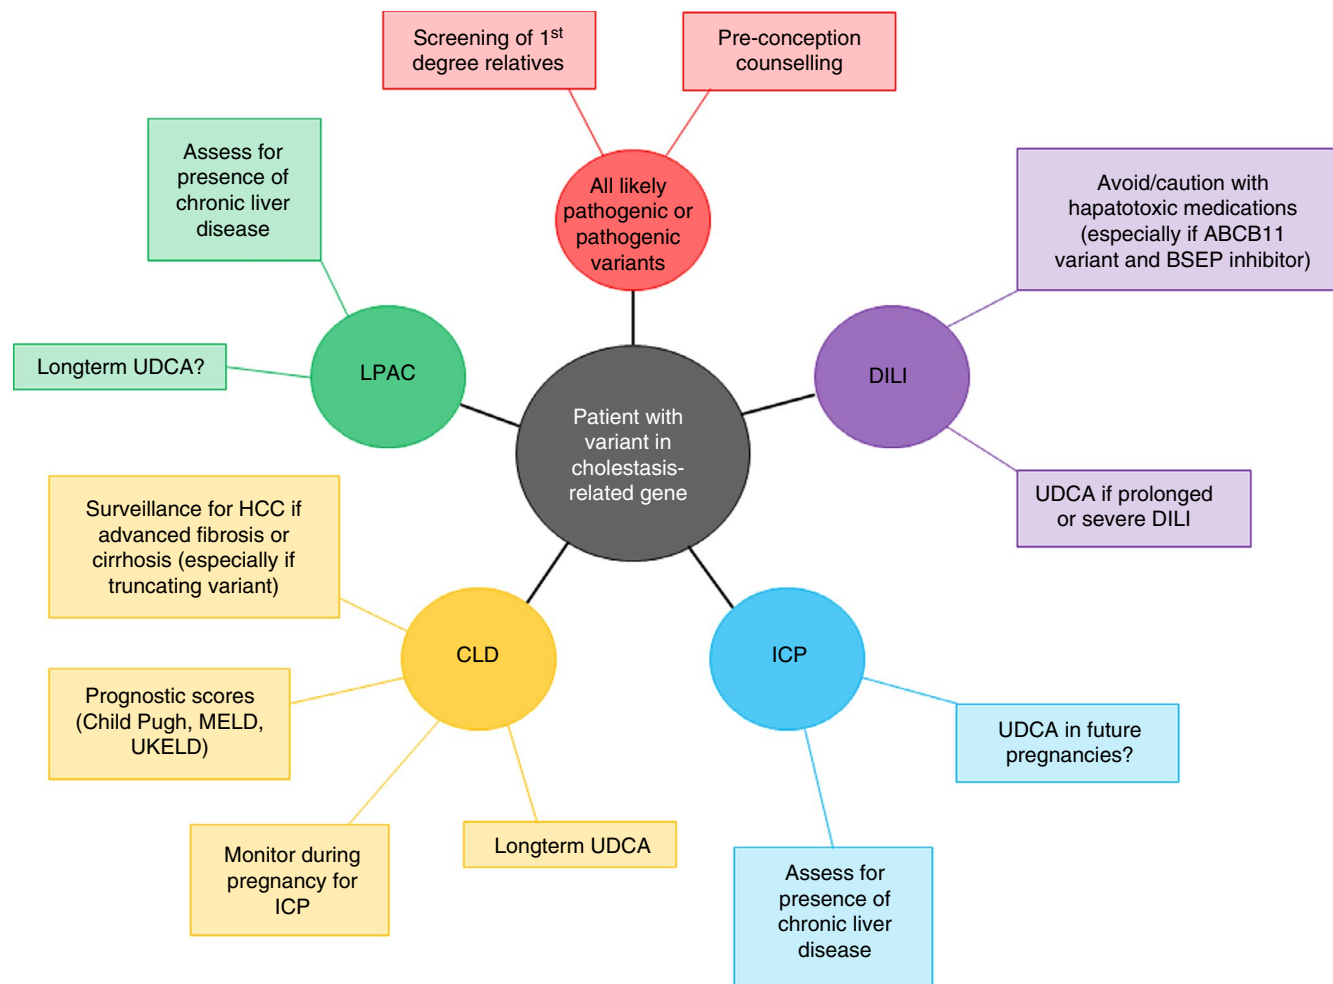 Screening of 1st
degree relatives
Pre-conception
counselling
All likely
pathogenic or
pathogenic
variants
Assess for
presence of
chronic liver
disease
Longterm UDCA?
LPAC
Avoid/caution with
hapatotoxic medications
(especially if ABCB11
variant and BSEP inhibitor)
DILI
UDCA if prolonged
or severe DILI
Patient with
variant in
cholestasis-
related gene
Surveillance for HCC if
advanced fibrosis or
cirrhosis (especially if
truncating variant)
CLD
Prognostic scores
(Child Pugh, MELD,
UKELD)
Monitor during
pregnancy for
ICP
Longterm UDCA
ICP
UDCA in future
pregnancies?
Assess for
presence of
chronic liver
disease